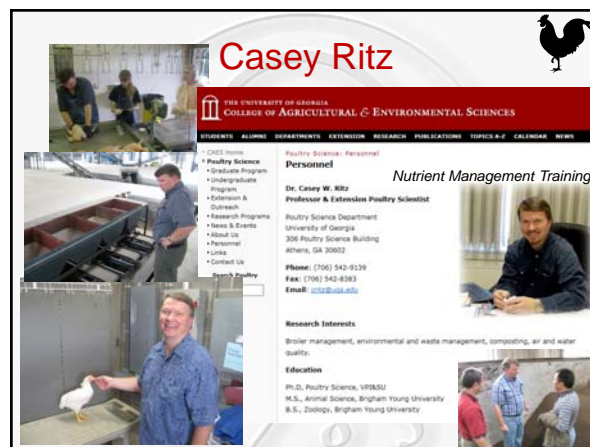 Casey Ritz
THE UNIVERSITY OF GEORGIA
COLLEGE OF AGRICULTURAL & ENVIRONMENTAL SCIENCES
STUDENTS ALUMNI DEPARTMENTS EXTENSION RESEARCH PUBLICATIONS TOPICS A-Z CALENDAR NEWS
CAES Home
Poultry Science
Graduate Program
Undergraduate
Program
Extension &
Outreach
Research Programs
News & Events
About Us
Personnel
Links
Contact Us
Search Poultry
Poultry Science: Personnel
Personnel
Nutrient Management Training
Dr. Casey W. Ritz
Professor & Extension Poultry Scientist
Poultry Science Department
University of Georgia
306 Poultry Science Building
Athens, GA 30602
Phone: (706) 542-9139
Fax: (706) 542-8383
Email: critz@uga.edu
Research Interests
Broiler management, environmental and waste management, composting, air and water
quality.
Education
Ph.D, Poultry Science, VPI&SU
M.S., Animal Science, Brigham Young University
B.S., Zoology, Brigham Young University